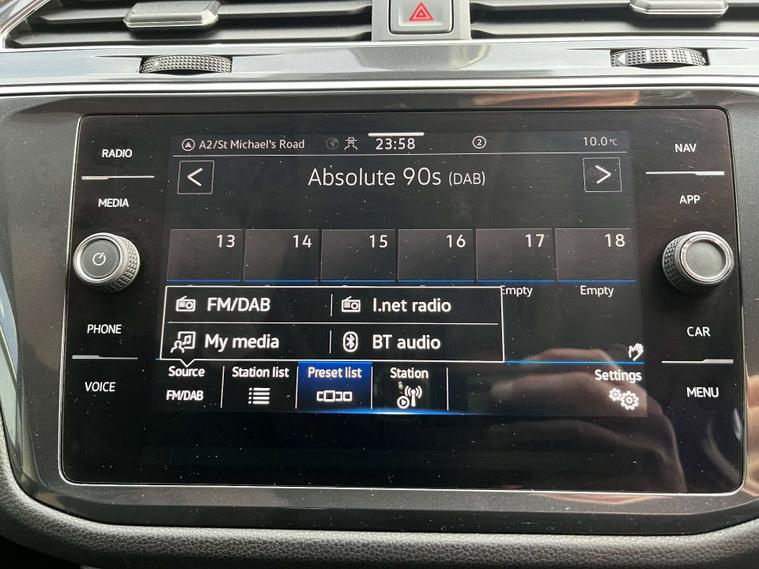 RADIO
MEDIA
PHONE
VOICE
A2/St Michael's Road
23:58
2
10.0°C
Absolute 90s (DAB)
13 14 15 16 17 18
Empty Empty
FM/DAB I.net radio
My media BT audio
Source Station list Preset list Station Settings
FM/DAB
NAV
APP
CAR
MENU